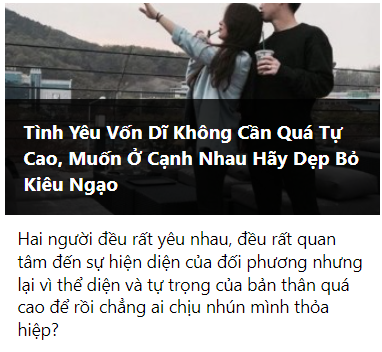 Tình Yêu Vốn Dĩ Không Cần Quá Tự
Cao, Muốn Ở Cạnh Nhau Hãy Dẹp Bỏ
Kiêu Ngạo
Hai người đều rất yêu nhau, đều rất quan
tâm đến sự hiện diện của đối phương nhưng
lại vì thể diện và tự trọng của bản thân quá
cao để rồi chẳng ai chịu nhún mình thỏa
hiệp?